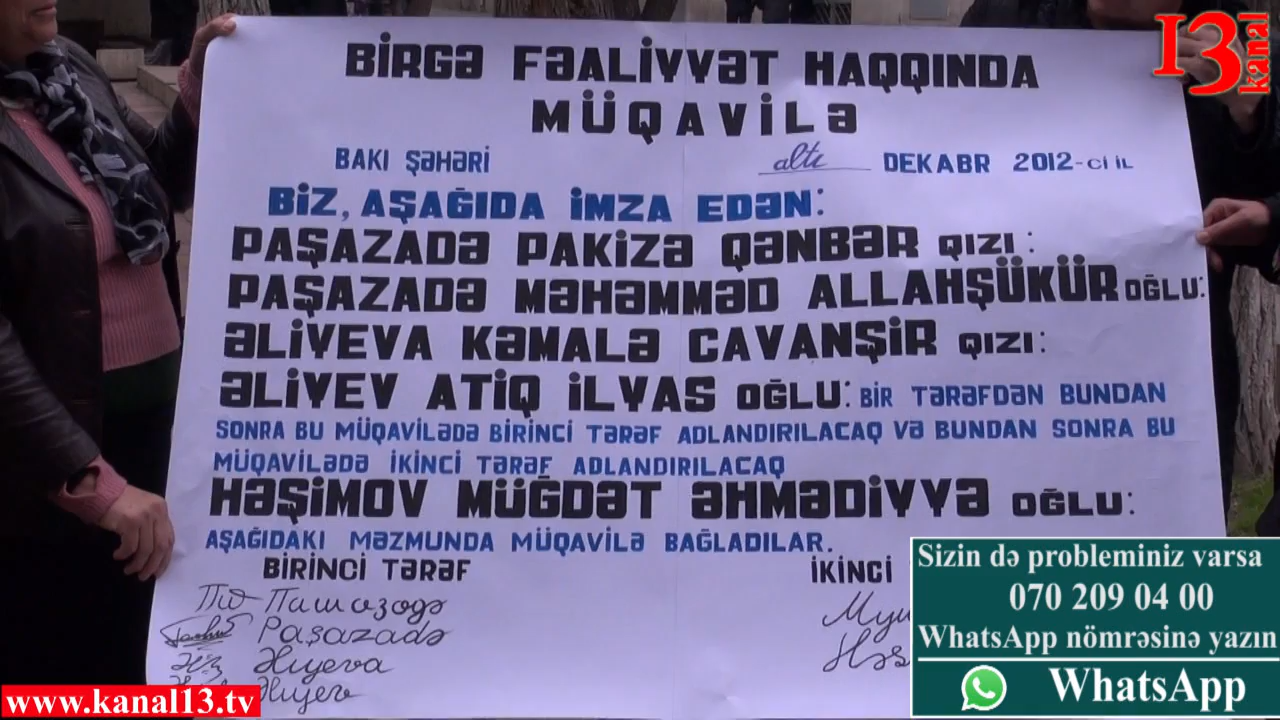 13 kanal
BİRGƏ FƏALİYYƏT HAQQINDA
MÜQAVİLƏ
BAKI ŞƏHƏRİ altı DEKABR 2012-Cİ İL
BİZ, AŞAĞIDA İMZA EDƏN:
PAŞAZADƏ PAKİZƏ QƏNBƏR QIZI:
PAŞAZADƏ MƏHƏMMƏD ALLAHŞÜKÜR OĞLU:
ƏLİYEVA KƏMALƏ CAVANŞİR QIZI:
ƏLİYEV ATİQ İLYAS OĞLU: BİR TƏRƏFDƏN BUNDAN
SONRA BU MÜQAVİLƏDƏ BİRİNCİ TƏRƏF ADLANDIRILACAQ VƏ BUNDAN SONRA BU
MÜQAVİLƏDƏ İKİNCİ TƏRƏF ADLANDIRILACAQ
HƏŞİMOV MÜĞDƏT ƏHMƏDİYYƏ OĞLU:
AŞAĞIDAKI MƏZMUNDA MÜQAVİLƏ BAĞLADILAR.
BİRİNCİ TƏRƏF İKİNCİ
Пашазадə
Paşazadə
Əliyeva
Əliyev
Sizin də probleminiz varsa
070 209 04 00
WhatsApp nömrəsinə yazın
WhatsApp
www.kanal13.tv